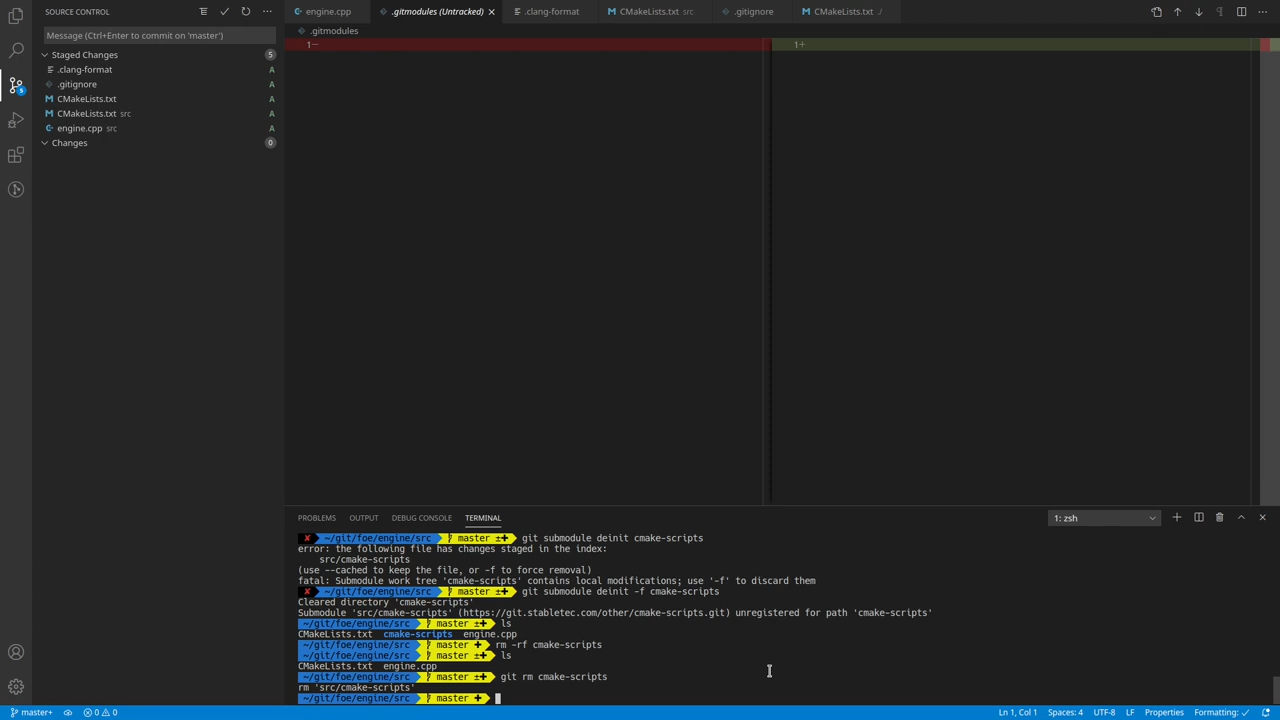 SOURCE CONTROL
Message (Ctrl+Enter to commit on 'master')
Staged Changes 5
.clang-format A
.gitignore A
CMakeLists.txt A
CMakeLists.txt src A
engine.cpp src A
Changes 0
engine.cpp
.gitmodules (Untracked)
.clang-format
CMakeLists.txt src
.gitignore
CMakeLists.txt ./
.gitmodules
1−
1+
PROBLEMS OUTPUT DEBUG CONSOLE TERMINAL
1: zsh
✘ ~/git/foe/engine/src master ±✚ git submodule deinit cmake-scripts
error: the following file has changes staged in the index:
src/cmake-scripts
(use --cached to keep the file, or -f to force removal)
fatal: Submodule work tree 'cmake-scripts' contains local modifications; use '-f' to discard them
✘ ~/git/foe/engine/src master ±✚ git submodule deinit -f cmake-scripts
Cleared directory 'cmake-scripts'
Submodule 'src/cmake-scripts' (https://git.stabletec.com/other/cmake-scripts.git) unregistered for path 'cmake-scripts'
~/git/foe/engine/src master ±✚ ls
CMakeLists.txt cmake-scripts engine.cpp
~/git/foe/engine/src master ✚ rm -rf cmake-scripts
~/git/foe/engine/src master ±✚ ls
CMakeLists.txt engine.cpp
~/git/foe/engine/src master ±✚ git rm cmake-scripts
rm 'src/cmake-scripts'
~/git/foe/engine/src master ✚
master+ 0 0 Ln 1, Col 1 Spaces: 4 UTF-8 LF Properties Formatting: ✓